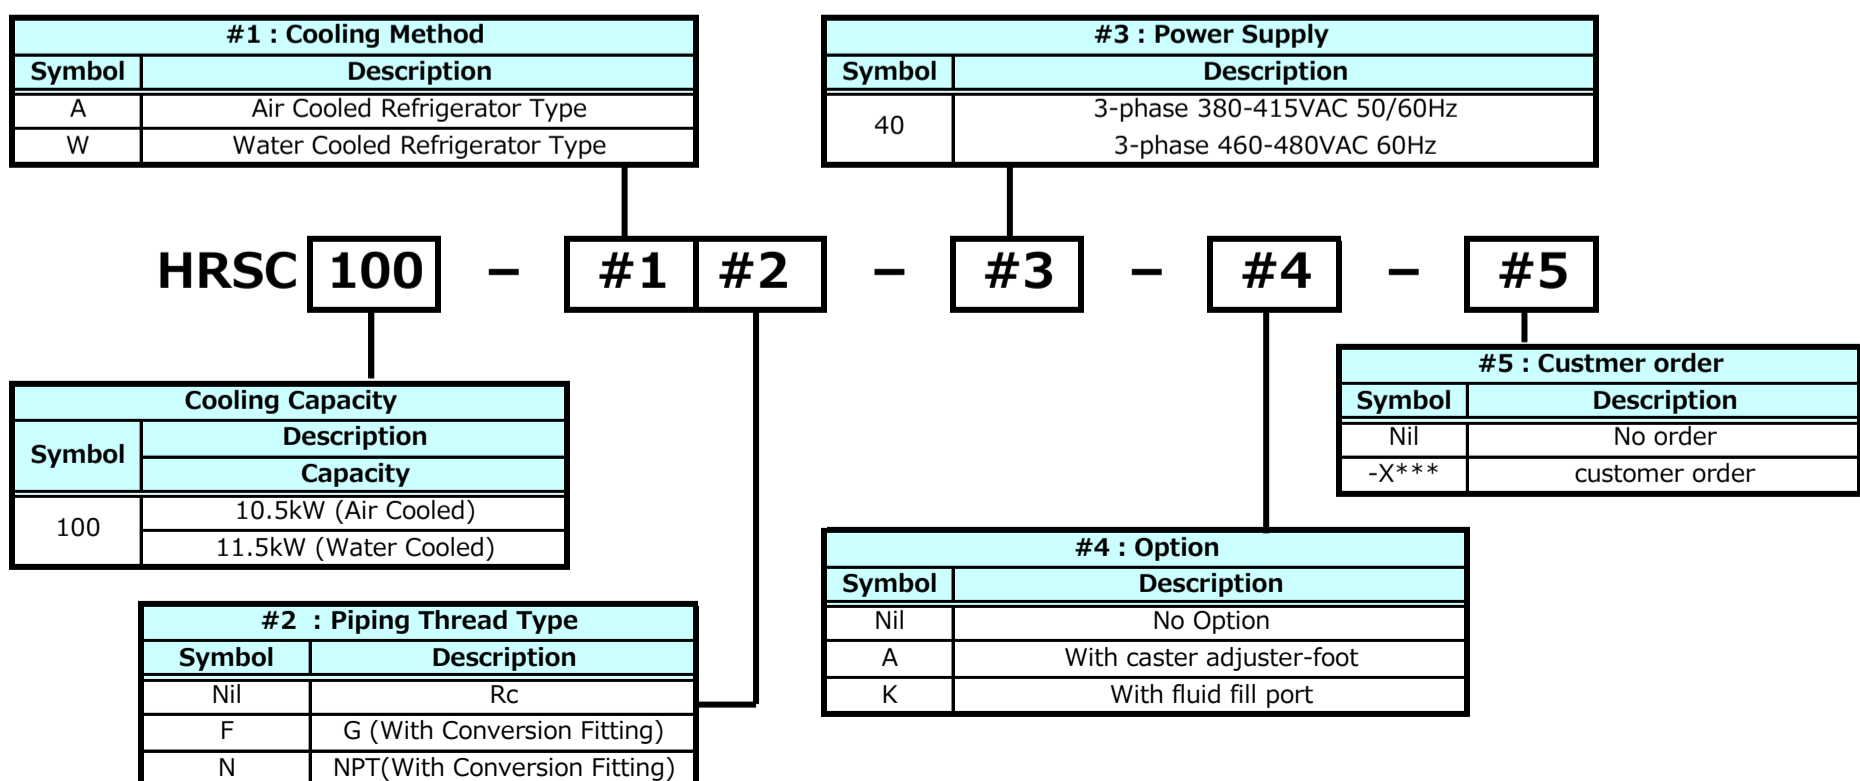 #1 : Cooling Method
Symbol Description
A Air Cooled Refrigerator Type
W Water Cooled Refrigerator Type
#3 : Power Supply
Symbol Description
40 3-phase 380-415VAC 50/60Hz
3-phase 460-480VAC 60Hz
HRSC 100 – #1 #2 – #3 – #4 – #5
Cooling Capacity
Symbol Description
Capacity
100 10.5kW (Air Cooled)
11.5kW (Water Cooled)
#5 : Custmer order
Symbol Description
Nil No order
-X*** customer order
#2 : Piping Thread Type
Symbol Description
Nil Rc
F G (With Conversion Fitting)
N NPT(With Conversion Fitting)
#4 : Option
Symbol Description
Nil No Option
A With caster adjuster-foot
K With fluid fill port